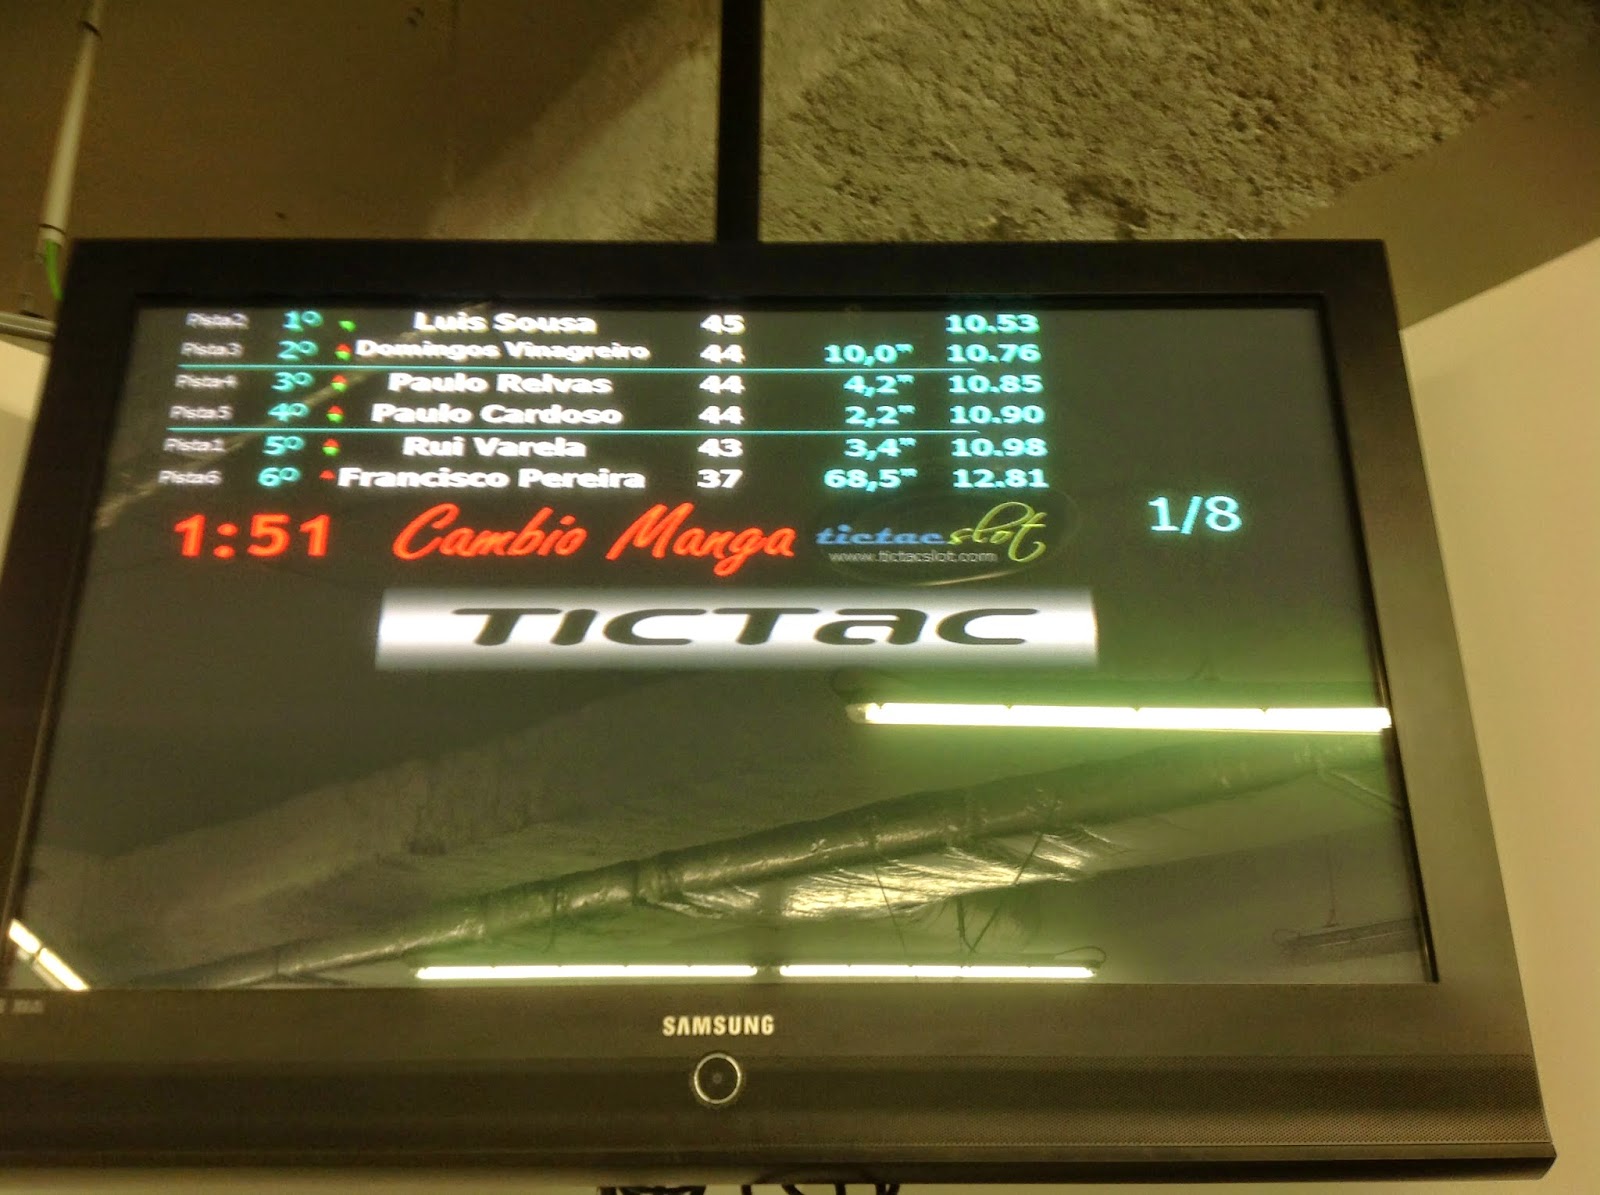 Pista2 1º Luis Sousa 45 10.53
Pista3 2º Domingos Vinagreiro 44 10,0" 10.76
Pista4 3º Paulo Relvas 44 4,2" 10.85
Pista5 4º Paulo Cardoso 44 2,2" 10.90
Pista1 5º Rui Varela 43 3,4" 10.98
Pista6 6º Francisco Pereira 37 68,5" 12.81
1:51 Cambio Manga tictacslot 1/8
www.tictacslot.com
TICTac
SAMSUNG